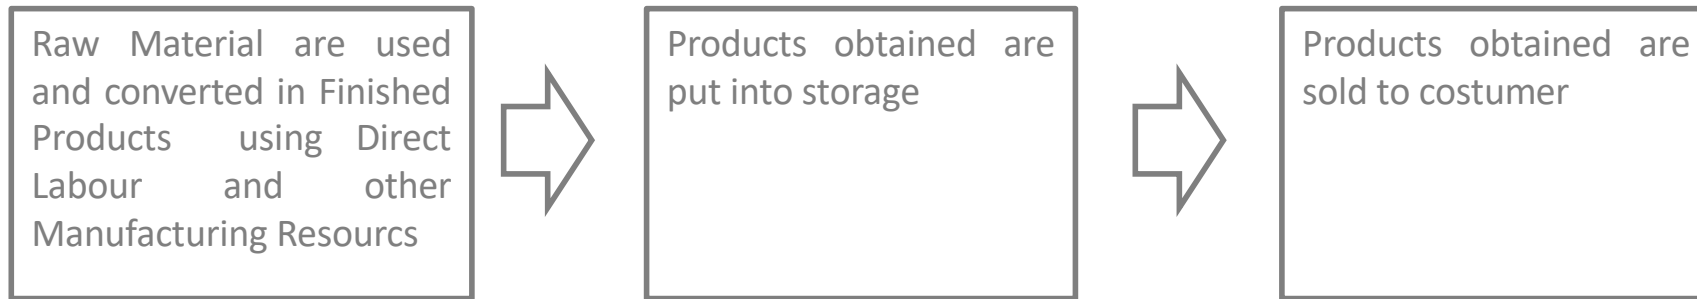 Raw Material are used
and converted in Finished
Products using Direct
Labour and other
Manufacturing Resourcs
Products obtained are
put into storage
Products obtained are
sold to costumer